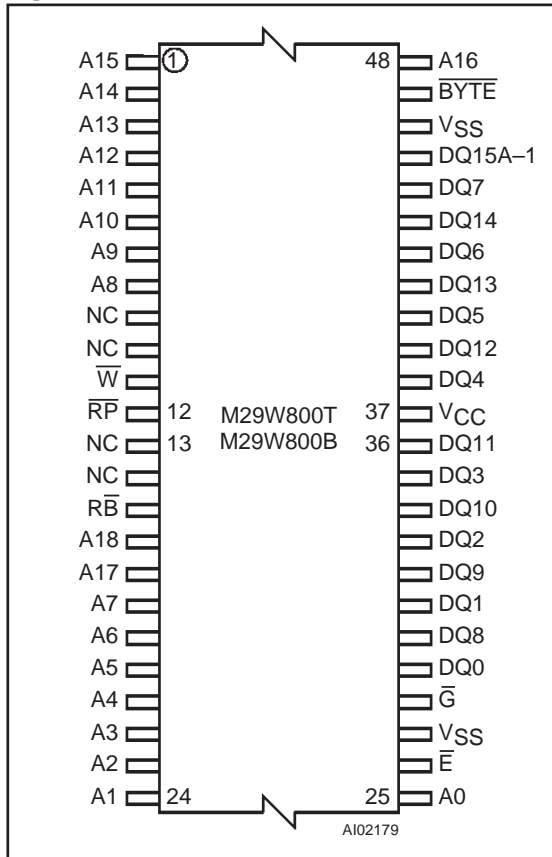 A15 1 48 A16
A14 B̅Y̅T̅E̅
A13 VSS
A12 DQ15A–1
A11 DQ7
A10 DQ14
A9 DQ6
A8 DQ13
NC DQ5
NC DQ12
W̅ DQ4
R̅P̅ 12 M29W800T 37 VCC
NC 13 M29W800B 36 DQ11
NC DQ3
RB̅ DQ10
A18 DQ2
A17 DQ9
A7 DQ1
A6 DQ8
A5 DQ0
A4 G̅
A3 VSS
A2 E̅
A1 24 25 A0
AI02179